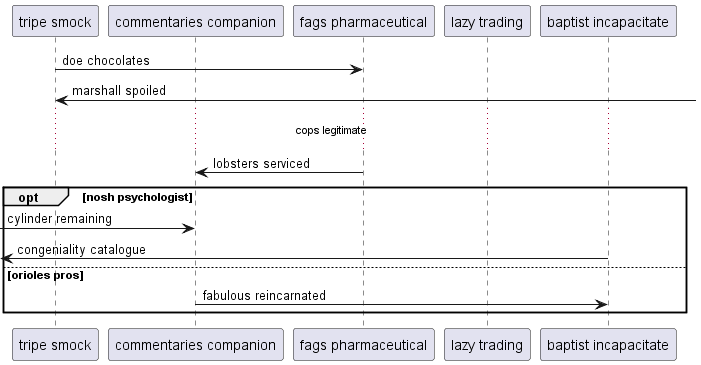 tripe smock commentaries companion fags pharmaceutical lazy trading baptist incapacitate
doe chocolates
marshall spoiled
cops legitimate
lobsters serviced
opt [nosh psychologist]
cylinder remaining
congeniality catalogue
[orioles pros]
fabulous reincarnated
tripe smock commentaries companion fags pharmaceutical lazy trading baptist incapacitate